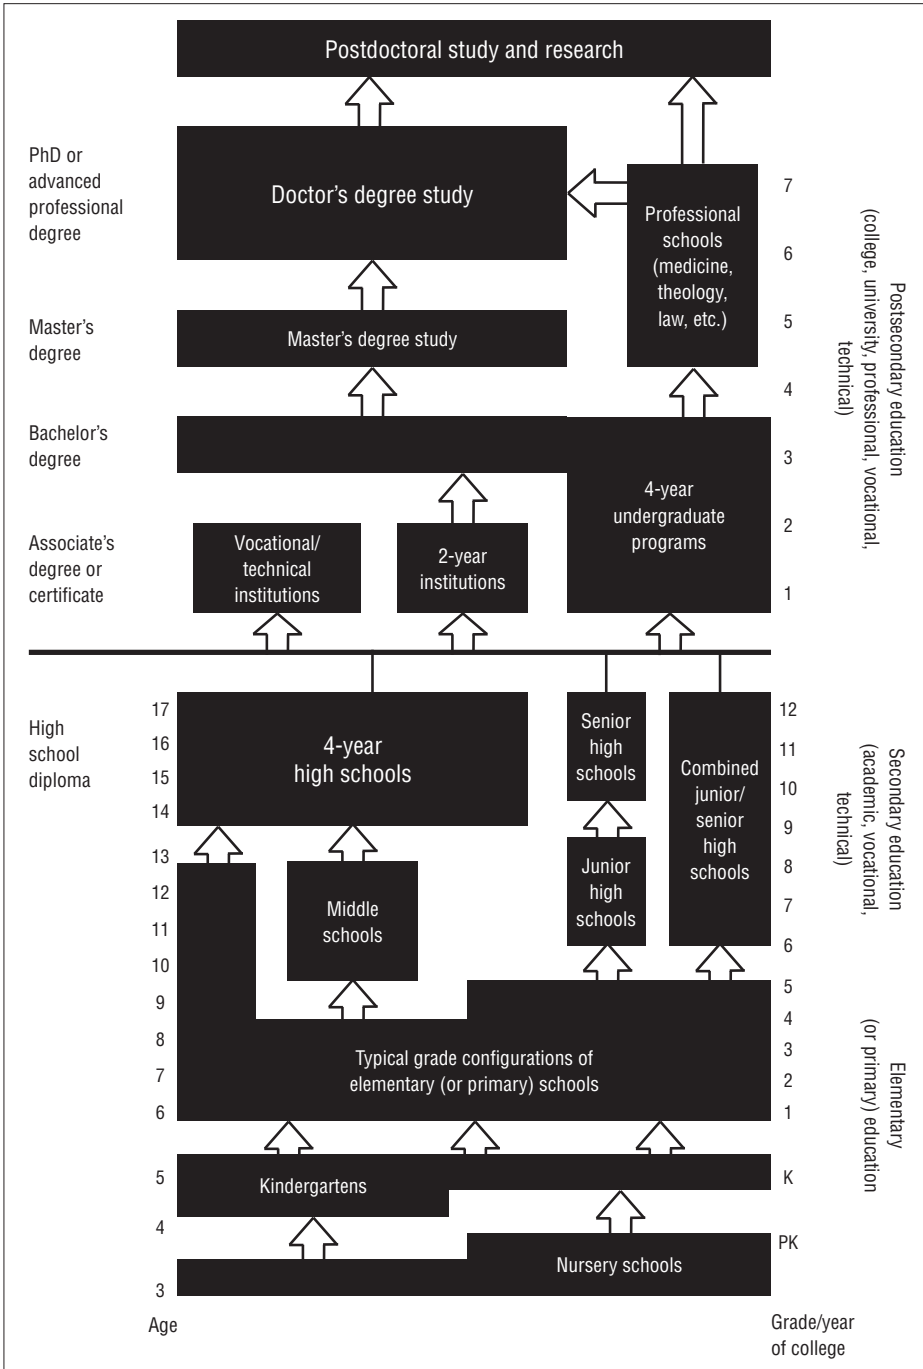 Postdoctoral study and research
PhD or
advanced
professional
degree
Doctor’s degree study
Professional
schools
(medicine,
theology,
law, etc.)
7
6
5
4
3
2
1
Postsecondary education
(college, university, professional, vocational,
technical)
Master’s
degree
Master’s degree study
Bachelor’s
degree
4-year
undergraduate
programs
Associate’s
degree or
certificate
Vocational/
technical
institutions
2-year
institutions
High
school
diploma
17
16
15
14
13
12
11
10
9
8
7
6
5
4
3
Age
4-year
high schools
Senior
high
schools
Combined
junior/
senior
high
schools
Junior
high
schools
Middle
schools
Typical grade configurations of
elementary (or primary) schools
Kindergartens
Nursery schools
12
11
10
9
8
7
6
5
4
3
2
1
K
PK
Grade/year
of college
Secondary education
(academic, vocational,
technical)
Elementary
(or primary) education